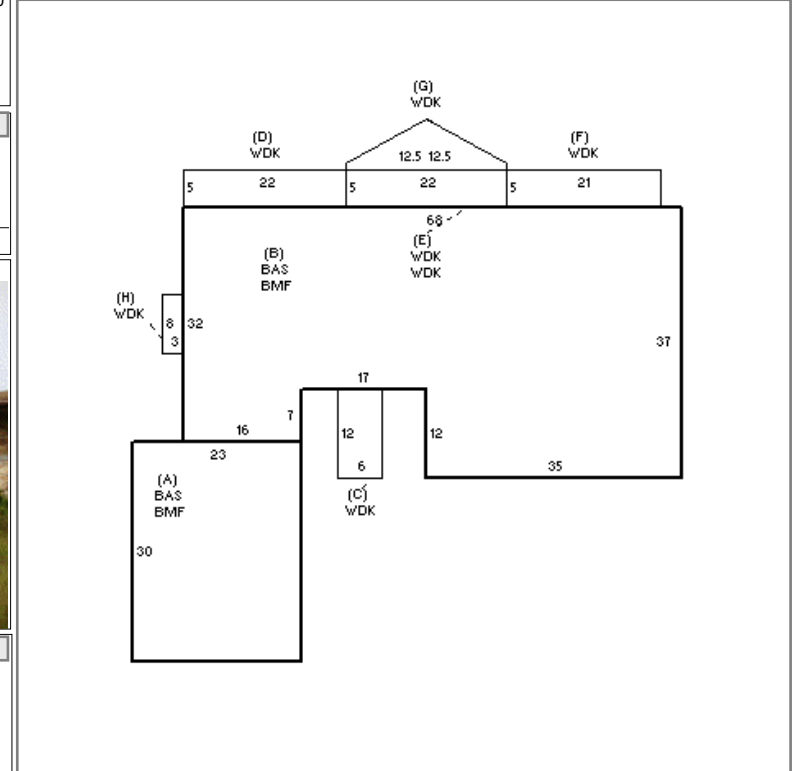 (G)
WDK
(D)
WDK
(F)
WDK
12.5 12.5
5
22
5
22
5
21
68
(E)
WDK
WDK
(B)
BAS
BMF
(H)
WDK
8
32
3
37
17
7
16
12
12
23
6
35
(A)
BAS
BMF
(C)
WDK
30